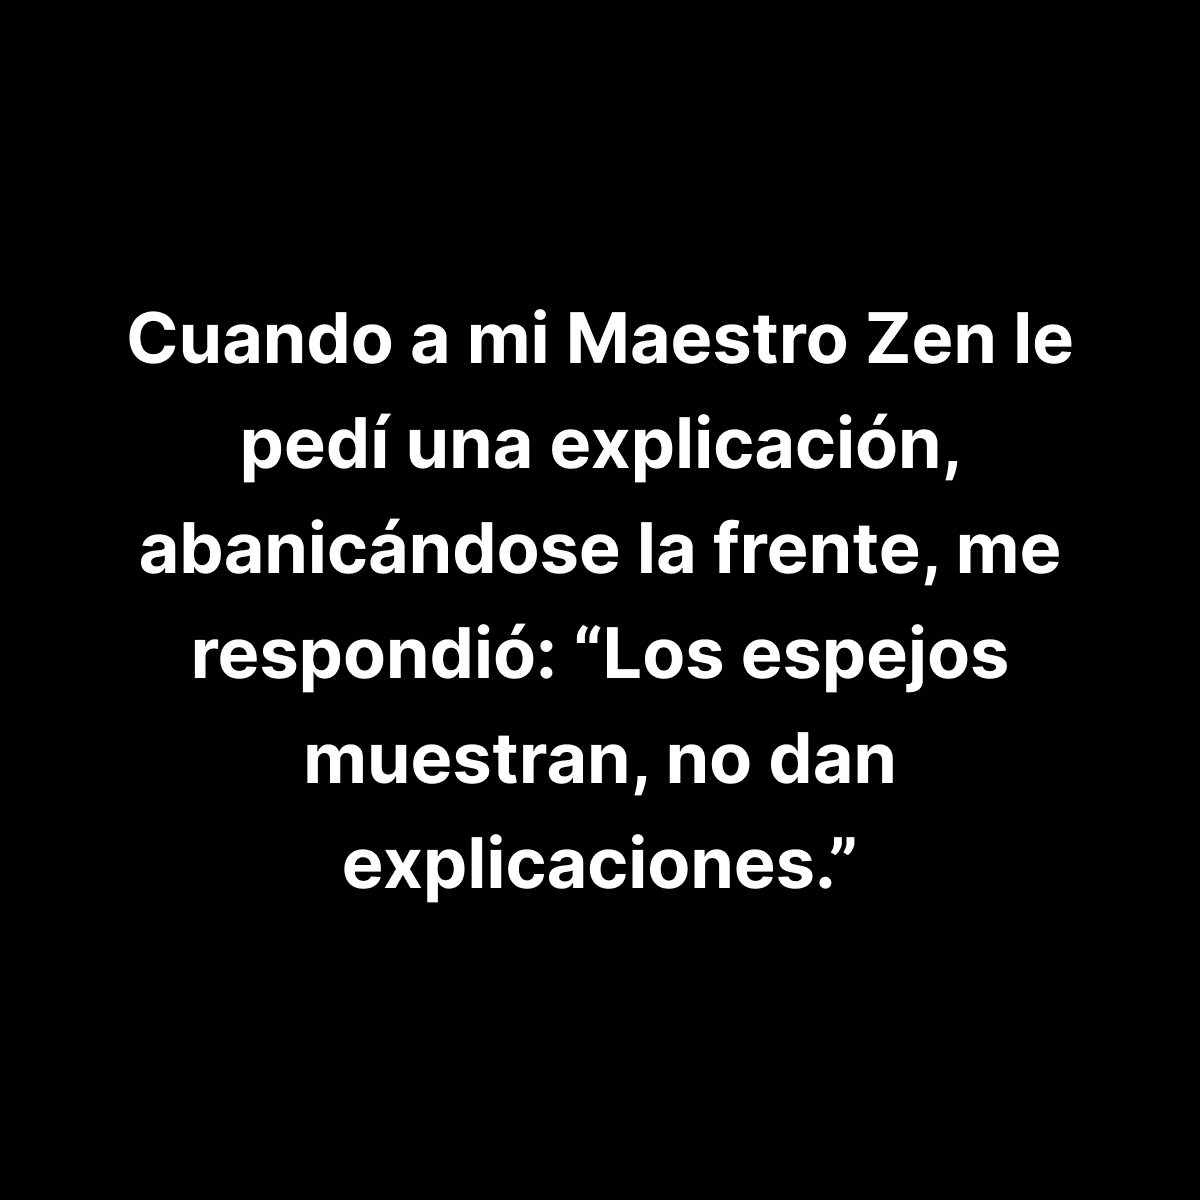 Cuando a mi Maestro Zen le
pedí una explicación,
abanicándose la frente, me
respondió: “Los espejos
muestran, no dan
explicaciones.”